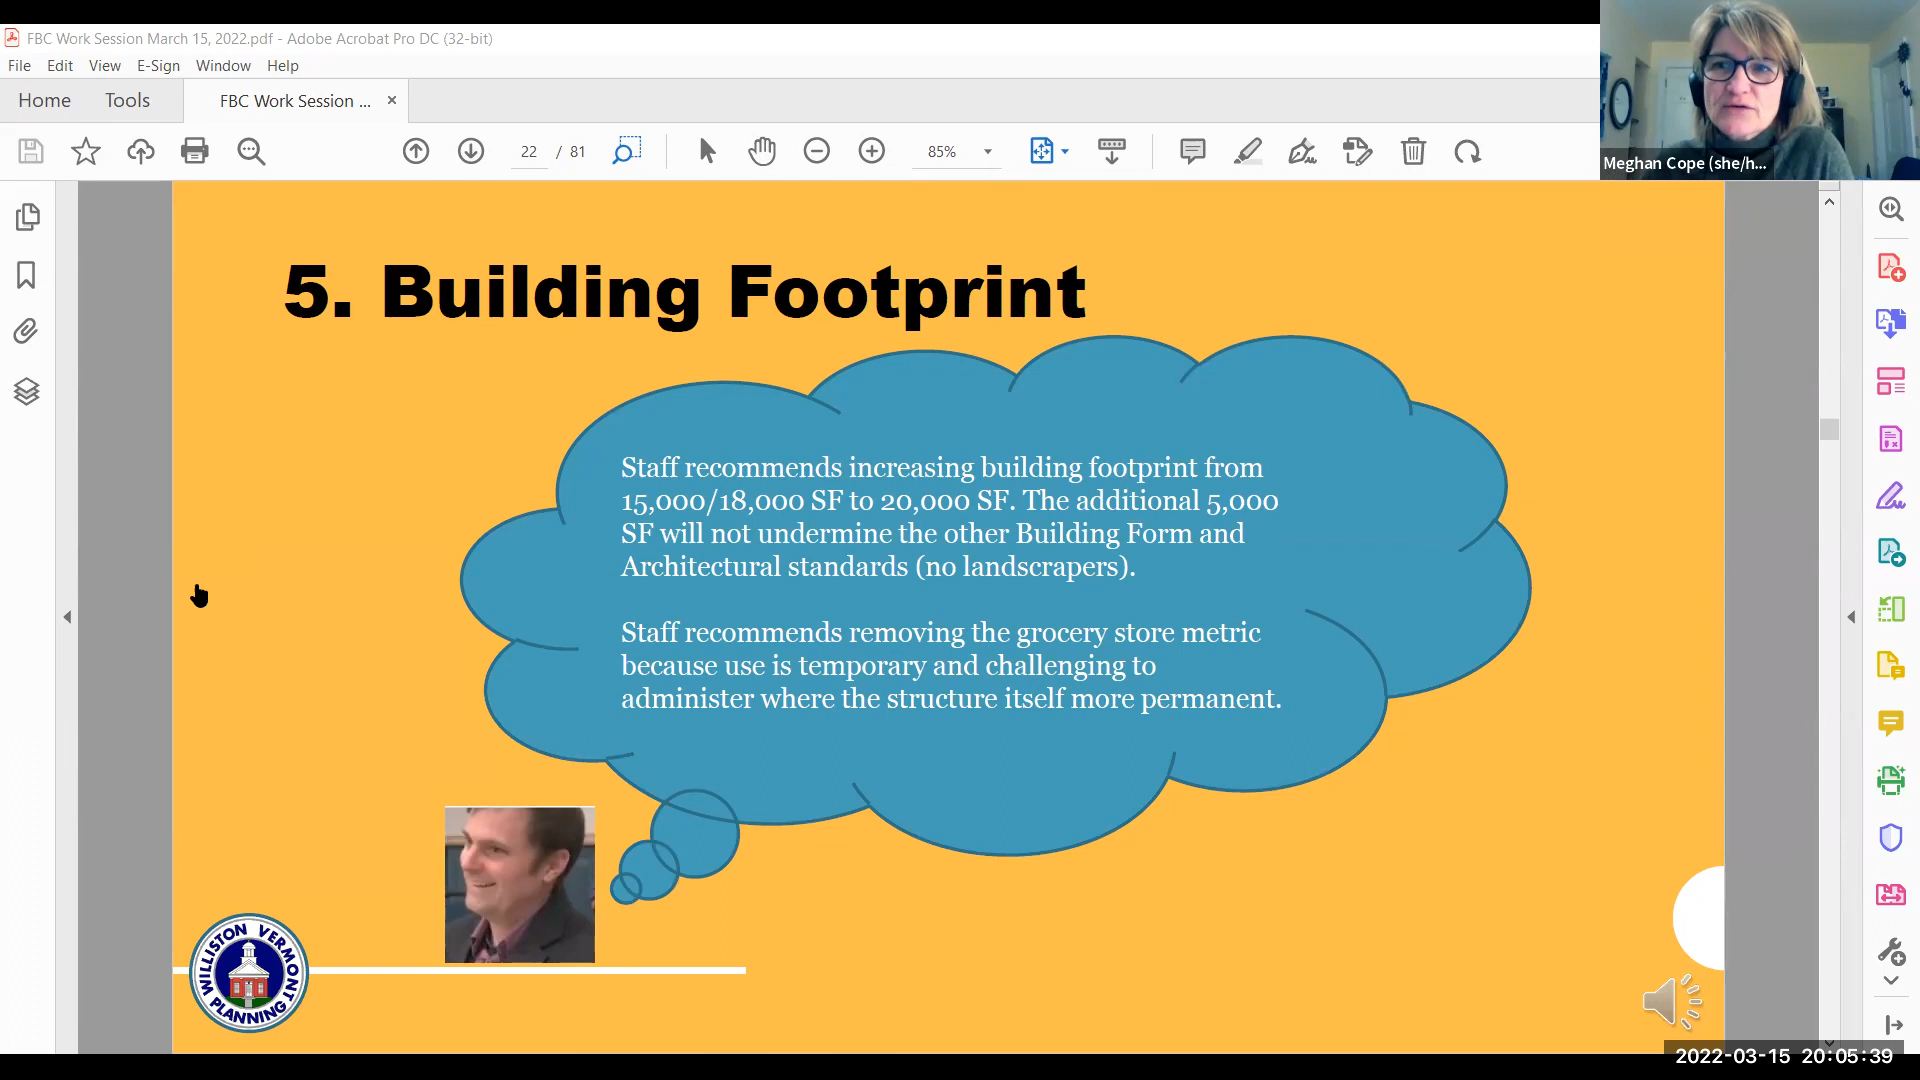 FBC Work Session March 15, 2022.pdf - Adobe Acrobat Pro DC (32-bit)
File Edit View E-Sign Window Help
Home Tools FBC Work Session ...
22 / 81 85%
Meghan Cope (she/h...
5. Building Footprint
Staff recommends increasing building footprint from
15,000/18,000 SF to 20,000 SF. The additional 5,000
SF will not undermine the other Building Form and
Architectural standards (no landscrapers).
Staff recommends removing the grocery store metric
because use is temporary and challenging to
administer where the structure itself more permanent.
WILLISTON VERMONT
PLANNING
2022-03-15 20:05:39